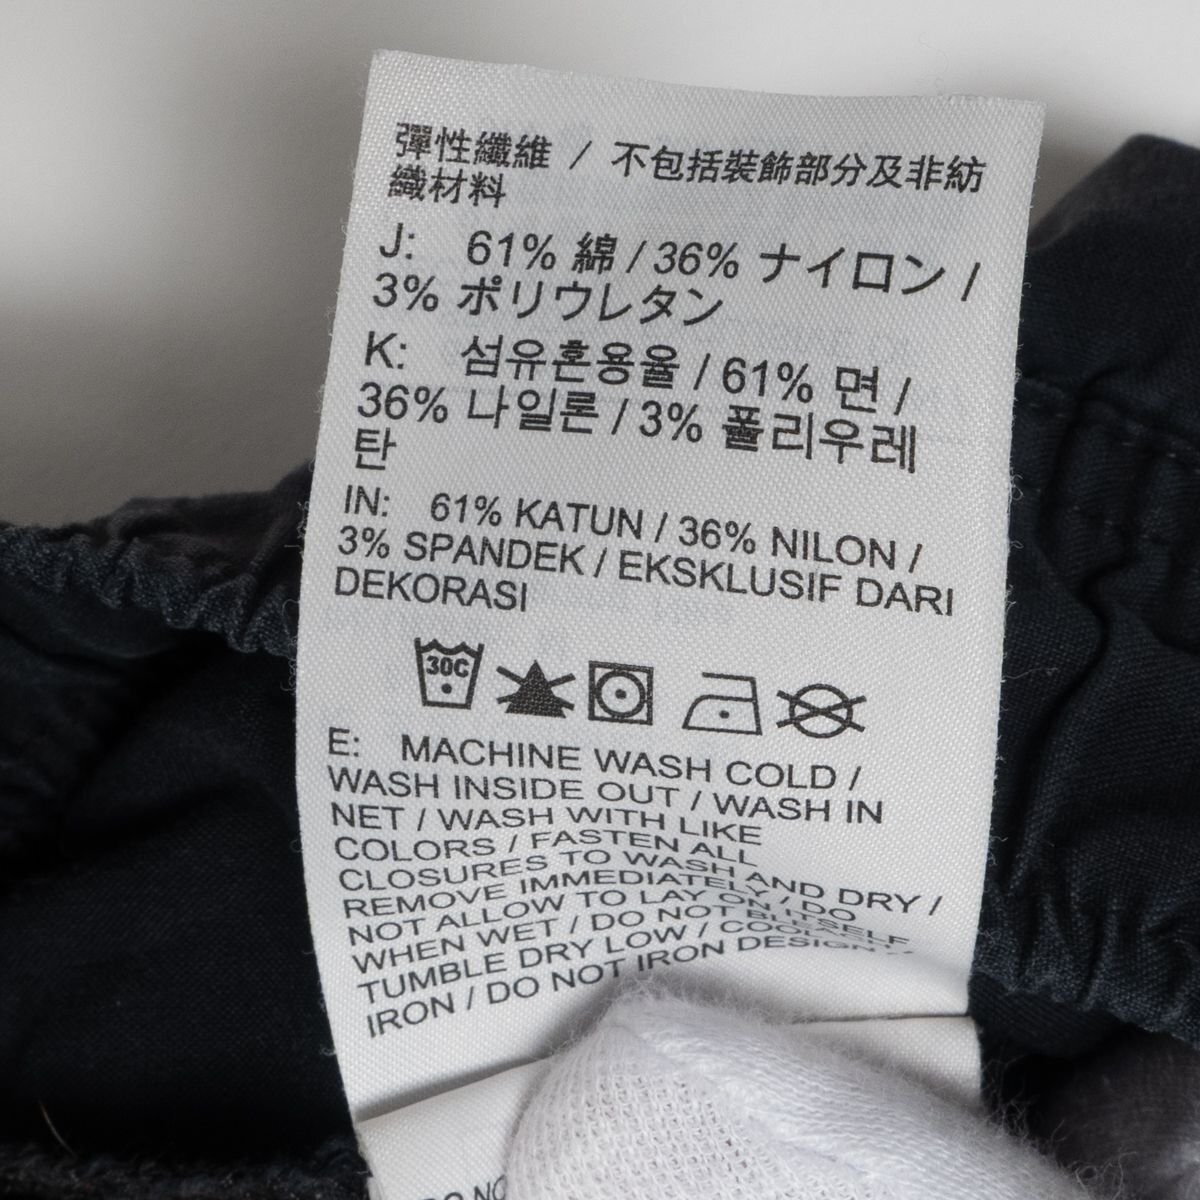 彈性纖維 / 不包括裝飾部分及非紡
織材料
J: 61% 綿 / 36% ナイロン /
3% ポリウレタン
K: 섬유혼용율 / 61% 면 /
36% 나일론 / 3% 폴리우레
탄
IN: 61% KATUN / 36% NILON /
3% SPANDEK / EKSKLUSIF DARI
DEKORASI
30C
E: MACHINE WASH COLD /
WASH INSIDE OUT / WASH IN
NET / WASH WITH LIKE
COLORS / FASTEN ALL
CLOSURES TO WASH AND DRY /
REMOVE IMMEDIATELY / DO
NOT ALLOW TO LAY ON ITSELF
WHEN WET / DO NOT BLEACH /
TUMBLE DRY LOW / COOL
IRON / DO NOT IRON DESIGN